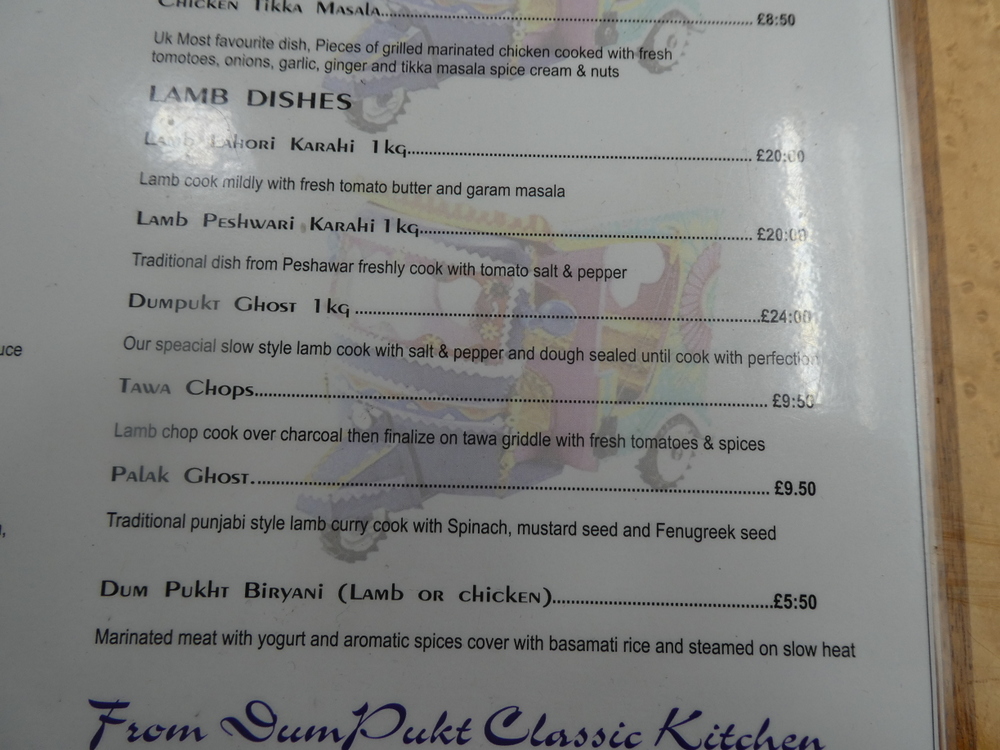 Chicken Tikka Masala..........£8:50
Uk Most favourite dish, Pieces of grilled marinated chicken cooked with fresh
tomotoes, onions, garlic, ginger and tikka masala spice cream & nuts
LAMB DISHES
Lamb Lahori Karahi 1kg..........£20:00
Lamb cook mildly with fresh tomato butter and garam masala
Lamb Peshwari Karahi 1kg..........£20:00
Traditional dish from Peshawar freshly cook with tomato salt & pepper
Dumpukt Ghost 1kg ..........£24:00
Our speacial slow style lamb cook with salt & pepper and dough sealed until cook with perfection
uce
Tawa Chops..........£9:50
Lamb chop cook over charcoal then finalize on tawa griddle with fresh tomatoes & spices
Palak Ghost..........£9.50
Traditional punjabi style lamb curry cook with Spinach, mustard seed and Fenugreek seed
Dum Pukht Biryani (Lamb or chicken)..........£5:50
Marinated meat with yogurt and aromatic spices cover with basamati rice and steamed on slow heat
From DumPukt Classic Kitchen